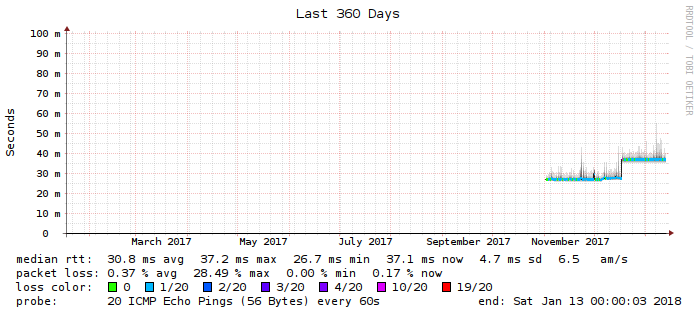 Last 360 Days
RRDTOOL / TOBI OETIKER
Seconds
100 m
90 m
80 m
70 m
60 m
50 m
40 m
30 m
20 m
10 m
0
March 2017 May 2017 July 2017 September 2017 November 2017
median rtt: 30.8 ms avg 37.2 ms max 26.7 ms min 37.1 ms now 4.7 ms sd 6.5 am/s
packet loss: 0.37 % avg 28.49 % max 0.00 % min 0.17 % now
loss color: 0 1/20 2/20 3/20 4/20 10/20 19/20
probe: 20 ICMP Echo Pings (56 Bytes) every 60s end: Sat Jan 13 00:00:03 2018